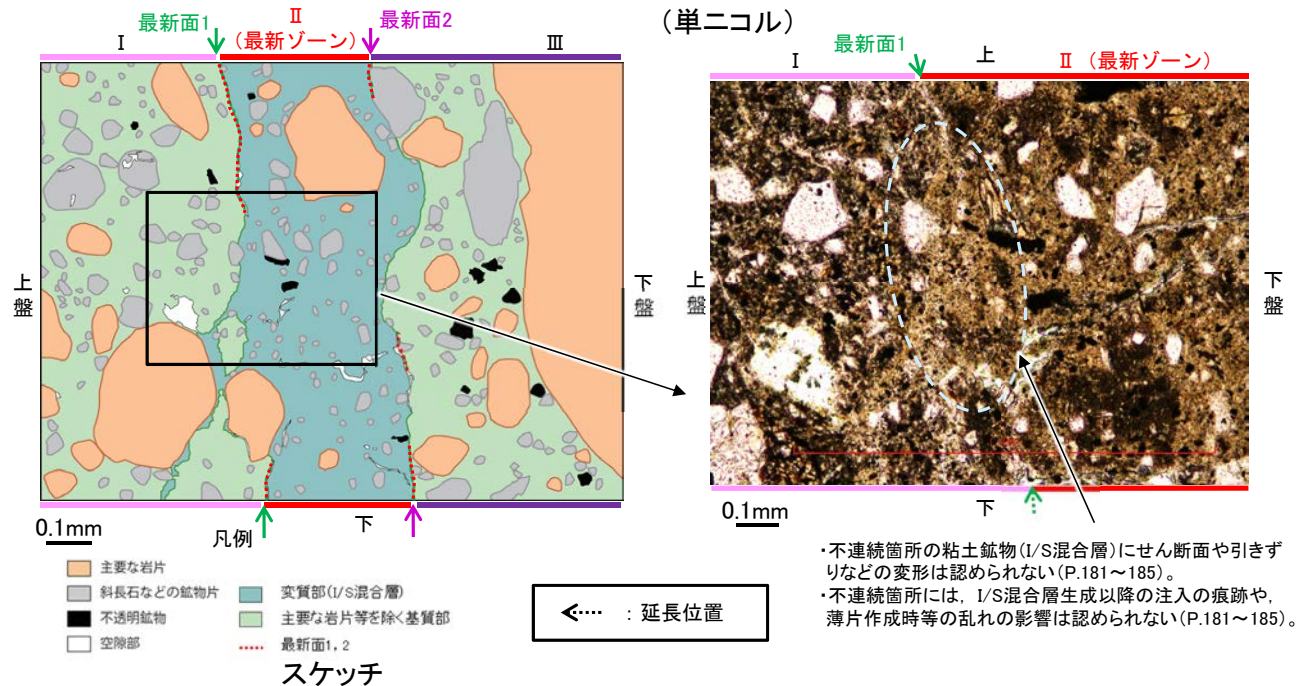 最新面1
Ⅱ
(最新ゾーン)
最新面2
Ⅰ
Ⅲ
上盤
下盤
0.1mm
凡例
下
主要な岩片
斜長石などの鉱物片
不透明鉱物
空隙部
変質部(I/S混合層)
主要な岩片等を除く基質部
最新面1, 2
スケッチ
(単ニコル)
最新面1
Ⅰ
上
Ⅱ (最新ゾーン)
上盤
下盤
下
0.1mm
:延長位置
・不連続箇所の粘土鉱物(I/S混合層)にせん断面や引きず
りなどの変形は認められない(P.181~185)。
・不連続箇所には, I/S混合層生成以降の注入の痕跡や,
薄片作成時等の乱れの影響は認められない(P.181~185)。